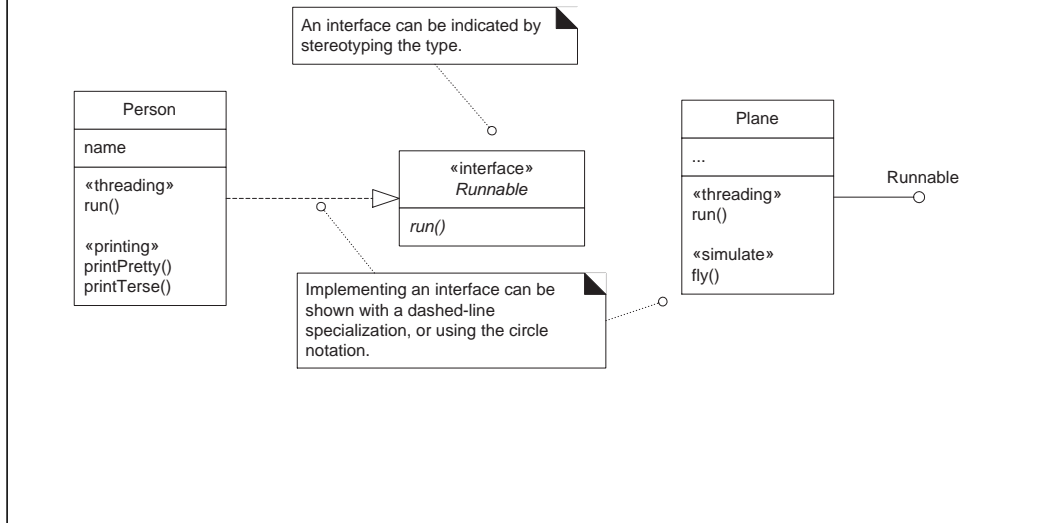 An interface can be indicated by
stereotyping the type.
Person
name
«threading»
run()
«printing»
printPretty()
printTerse()
«interface»
Runnable
run()
Plane
...
«threading»
run()
«simulate»
fly()
Runnable
Implementing an interface can be
shown with a dashed-line
specialization, or using the circle
notation.